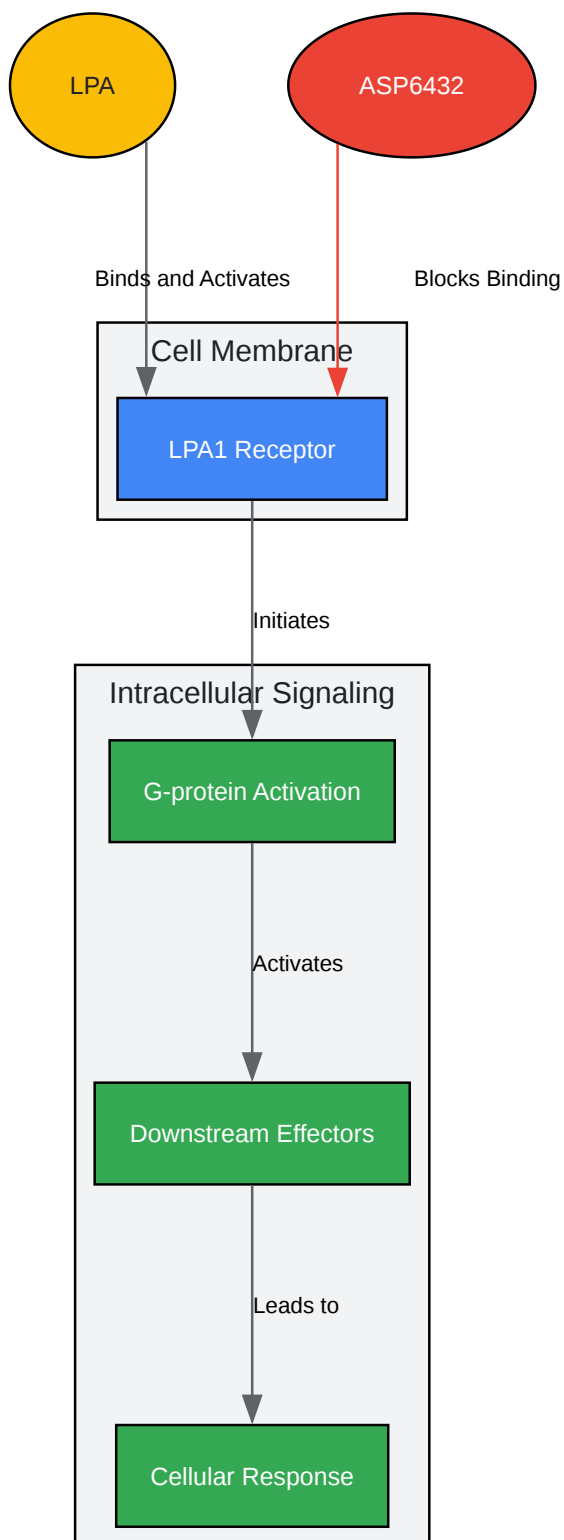 LPA
ASP6432
Binds and Activates
Blocks Binding
Cell Membrane
LPA1 Receptor
Initiates
Intracellular Signaling
G-protein Activation
Activates
Downstream Effectors
Leads to
Cellular Response